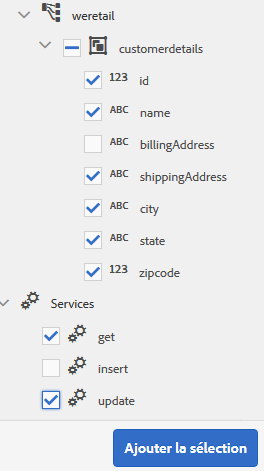 weretail
customerdetails
123 id
ABC name
ABC billingAddress
ABC shippingAddress
ABC city
ABC state
123 zipcode
Services
get
insert
update
Ajouter la sélection